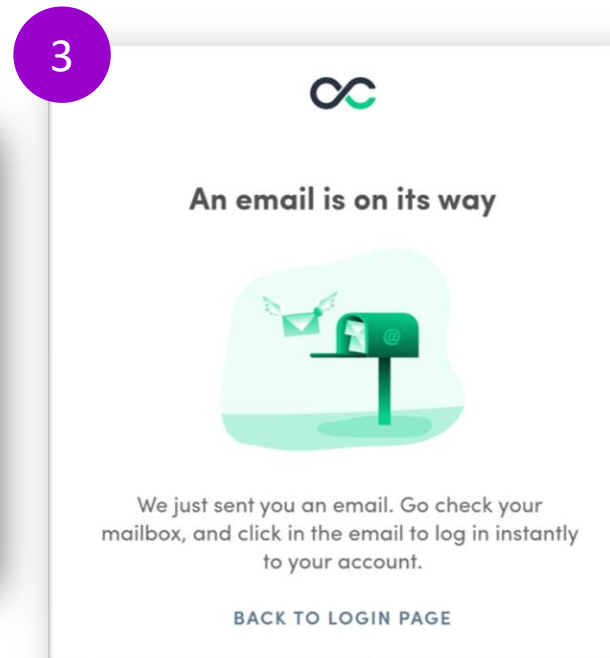 3
An email is on its way
@
We just sent you an email. Go check your
mailbox, and click in the email to log in instantly
to your account.
BACK TO LOGIN PAGE